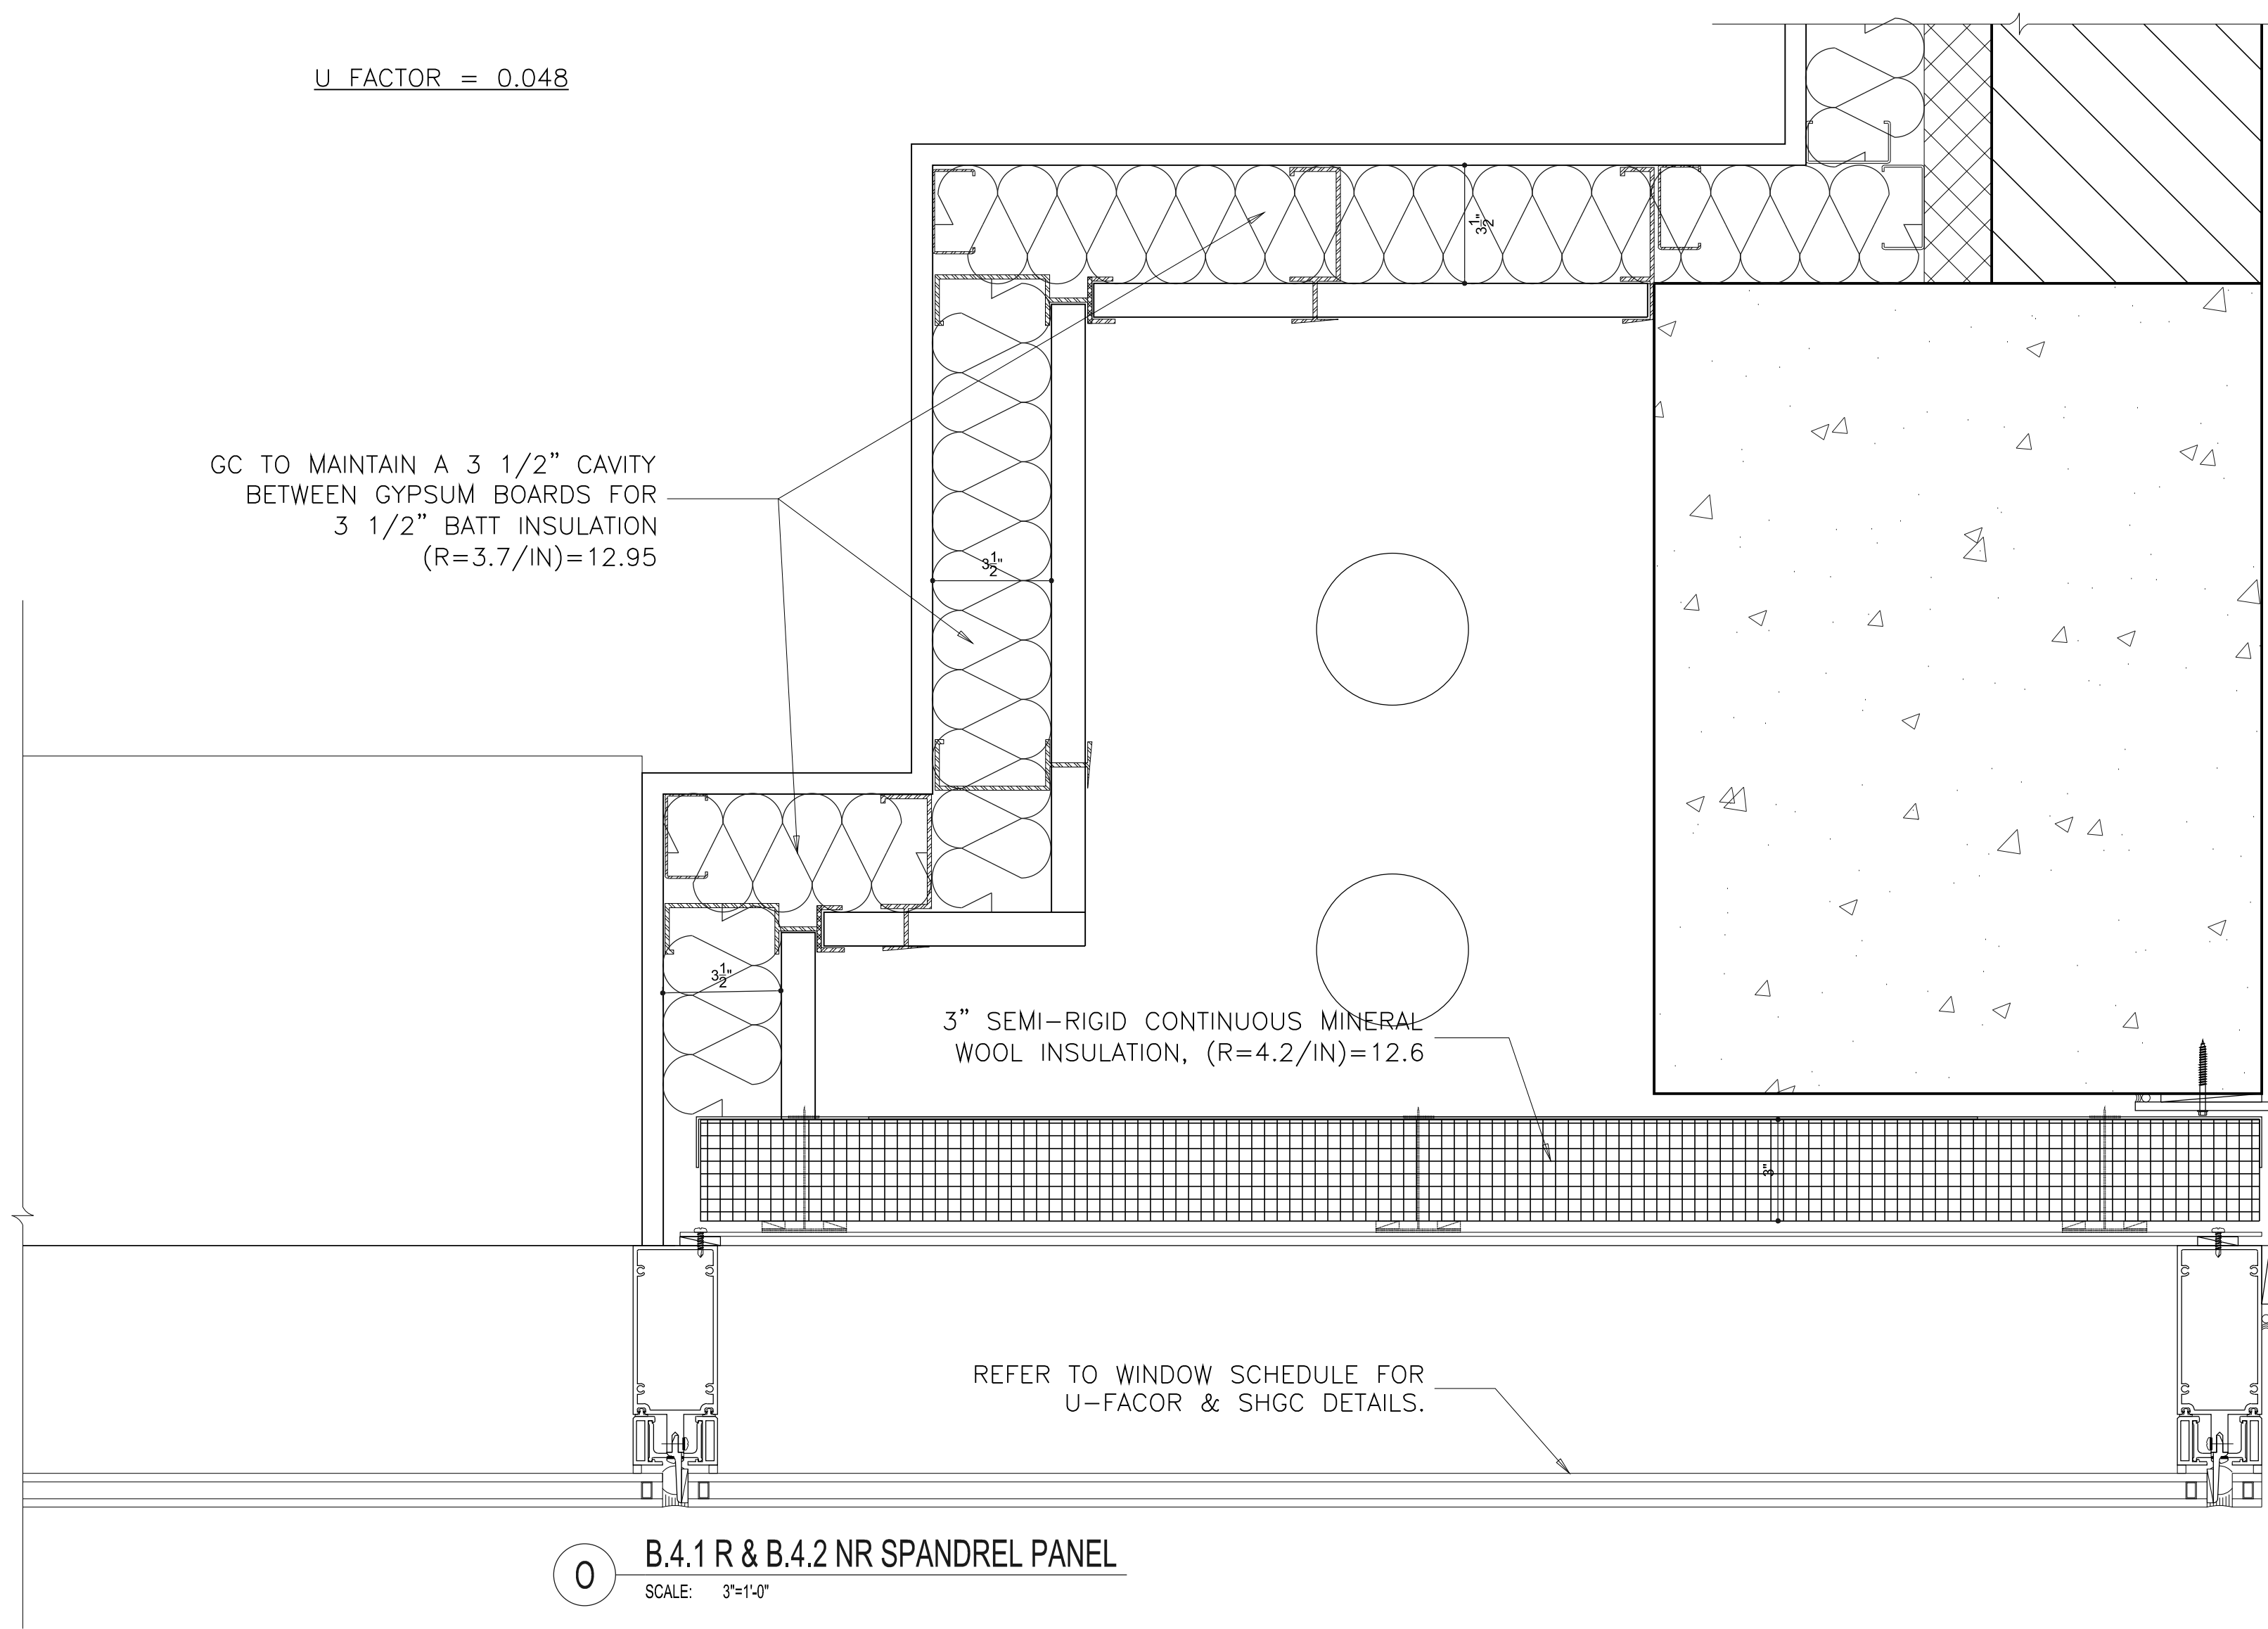 U FACTOR = 0.048
3 1/2"
GC TO MAINTAIN A 3 1/2” CAVITY
BETWEEN GYPSUM BOARDS FOR
3 1/2” BATT INSULATION
(R=3.7/IN)=12.95
3 1/2"
3 1/2"
3” SEMI-RIGID CONTINUOUS MINERAL
WOOL INSULATION, (R=4.2/IN)=12.6
3"
REFER TO WINDOW SCHEDULE FOR
U-FACOR & SHGC DETAILS.
O
B.4.1 R & B.4.2 NR SPANDREL PANEL
SCALE: 3"=1'-0"